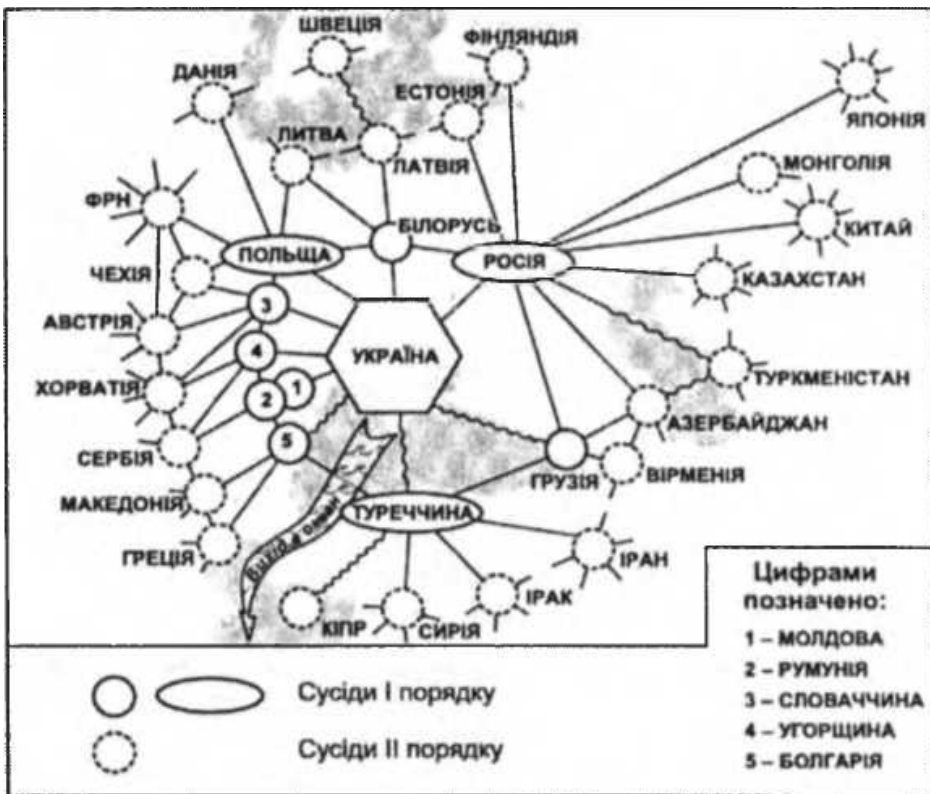 ШВЕЦІЯ
ФІНЛЯНДІЯ
ДАНІЯ
ЕСТОНІЯ
ЯПОНІЯ
ЛИТВА
ЛАТВІЯ
МОНГОЛІЯ
ФРН
БІЛОРУСЬ
КИТАЙ
ПОЛЬЩА
РОСІЯ
ЧЕХІЯ
КАЗАХСТАН
3
АВСТРІЯ
УКРАЇНА
4
ТУРКМЕНІСТАН
ХОРВАТІЯ
1
2
АЗЕРБАЙДЖАН
5
СЕРБІЯ
ГРУЗІЯ
ВІРМЕНІЯ
МАКЕДОНІЯ
ТУРЕЧЧИНА
ГРЕЦІЯ
Вихід в океан
ІРАН
ІРАК
КІПР
СИРІЯ
Цифрами
позначено:
1 – МОЛДОВА
2 – РУМУНІЯ
3 – СЛОВАЧЧИНА
4 – УГОРЩИНА
5 – БОЛГАРІЯ
Сусіди І порядку
Сусіди ІІ порядку